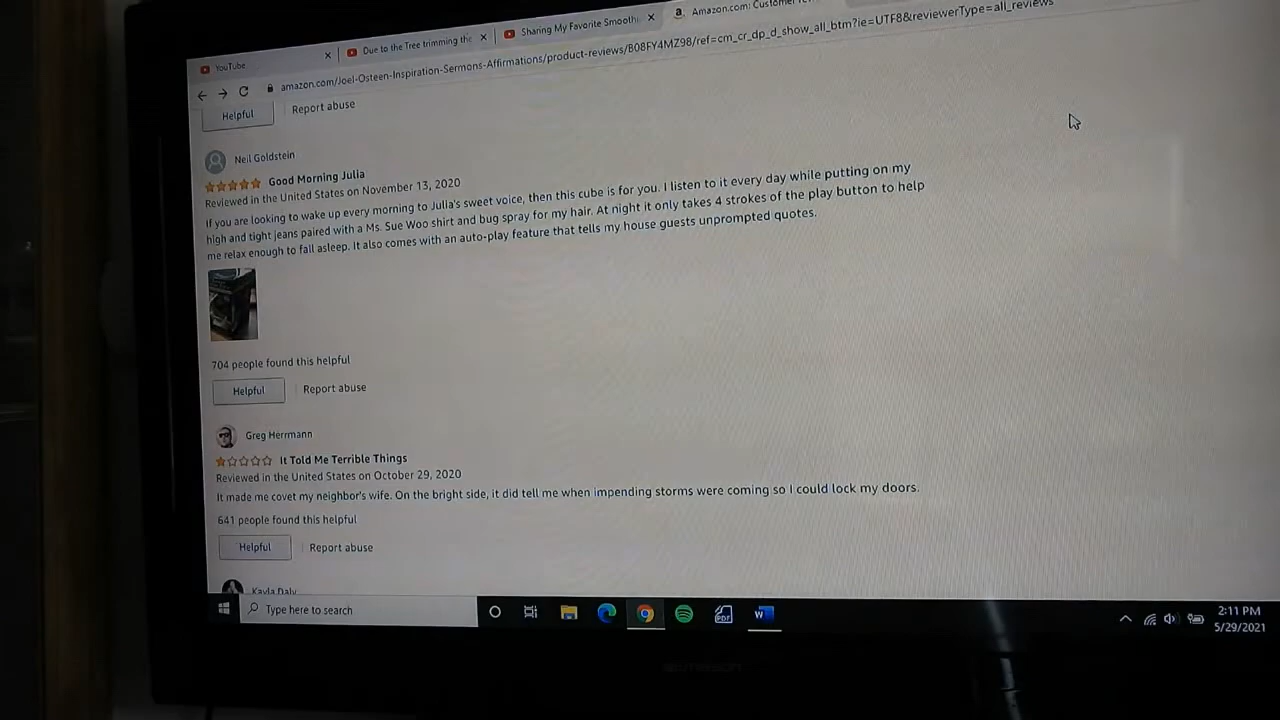 YouTube
Due to the Tree trimming the
Sharing My Favorite Smoothi
Amazon.com: Customer
amazon.com/Joel-Osteen-Inspiration-Sermons-Affirmations/product-reviews/B08FY4MZ98/ref=cm_cr_dp_d_show_all_btm?ie=UTF8&reviewerType=all_reviews
Helpful Report abuse
Neil Goldstein
Good Morning Julia
Reviewed in the United States on November 13, 2020
If you are looking to wake up every morning to Julia's sweet voice, then this cube is for you. I listen to it every day while putting on my
high and tight jeans paired with a Ms. Sue Woo shirt and bug spray for my hair. At night it only takes 4 strokes of the play button to help
me relax enough to fall asleep. It also comes with an auto-play feature that tells my house guests unprompted quotes.
704 people found this helpful
Helpful Report abuse
Greg Herrmann
It Told Me Terrible Things
Reviewed in the United States on October 29, 2020
It made me covet my neighbor's wife. On the bright side, it did tell me when impending storms were coming so I could lock my doors.
641 people found this helpful
Helpful Report abuse
Kayla Daly
Type here to search
PDF
W
2:11 PM
5/29/2021